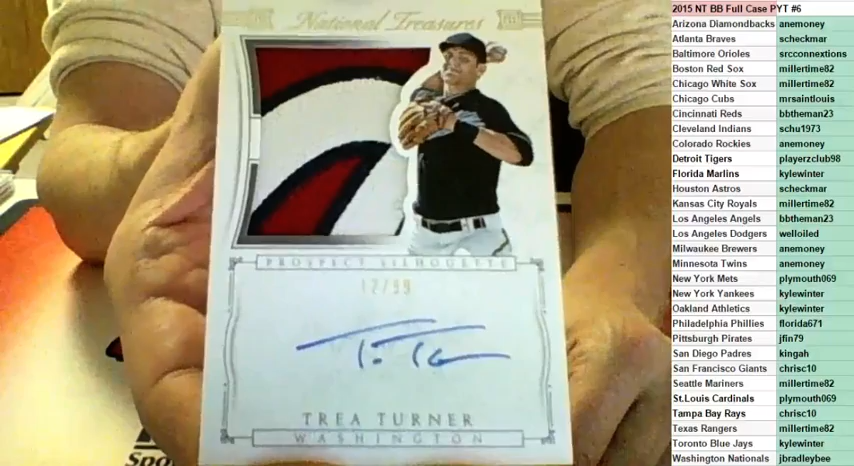 National Treasures
PROSPECT SILHOUETTE
12/99
TREA TURNER
WASHINGTON
Spo
2015 NT BB Full Case PYT #6
Arizona Diamondbacks anemoney
Atlanta Braves scheckmar
Baltimore Orioles srcconnextions
Boston Red Sox millertime82
Chicago White Sox millertime82
Chicago Cubs mrsaintlouis
Cincinnati Reds bbtheman23
Cleveland Indians schu1973
Colorado Rockies anemoney
Detroit Tigers playerzclub98
Florida Marlins kylewinter
Houston Astros scheckmar
Kansas City Royals millertime82
Los Angeles Angels bbtheman23
Los Angeles Dodgers welloiled
Milwaukee Brewers anemoney
Minnesota Twins anemoney
New York Mets plymouth069
New York Yankees kylewinter
Oakland Athletics kylewinter
Philadelphia Phillies florida671
Pittsburgh Pirates jfin79
San Diego Padres kingah
San Francisco Giants chrisc10
Seattle Mariners millertime82
St.Louis Cardinals plymouth069
Tampa Bay Rays chrisc10
Texas Rangers millertime82
Toronto Blue Jays kylewinter
Washington Nationals jbradleybee